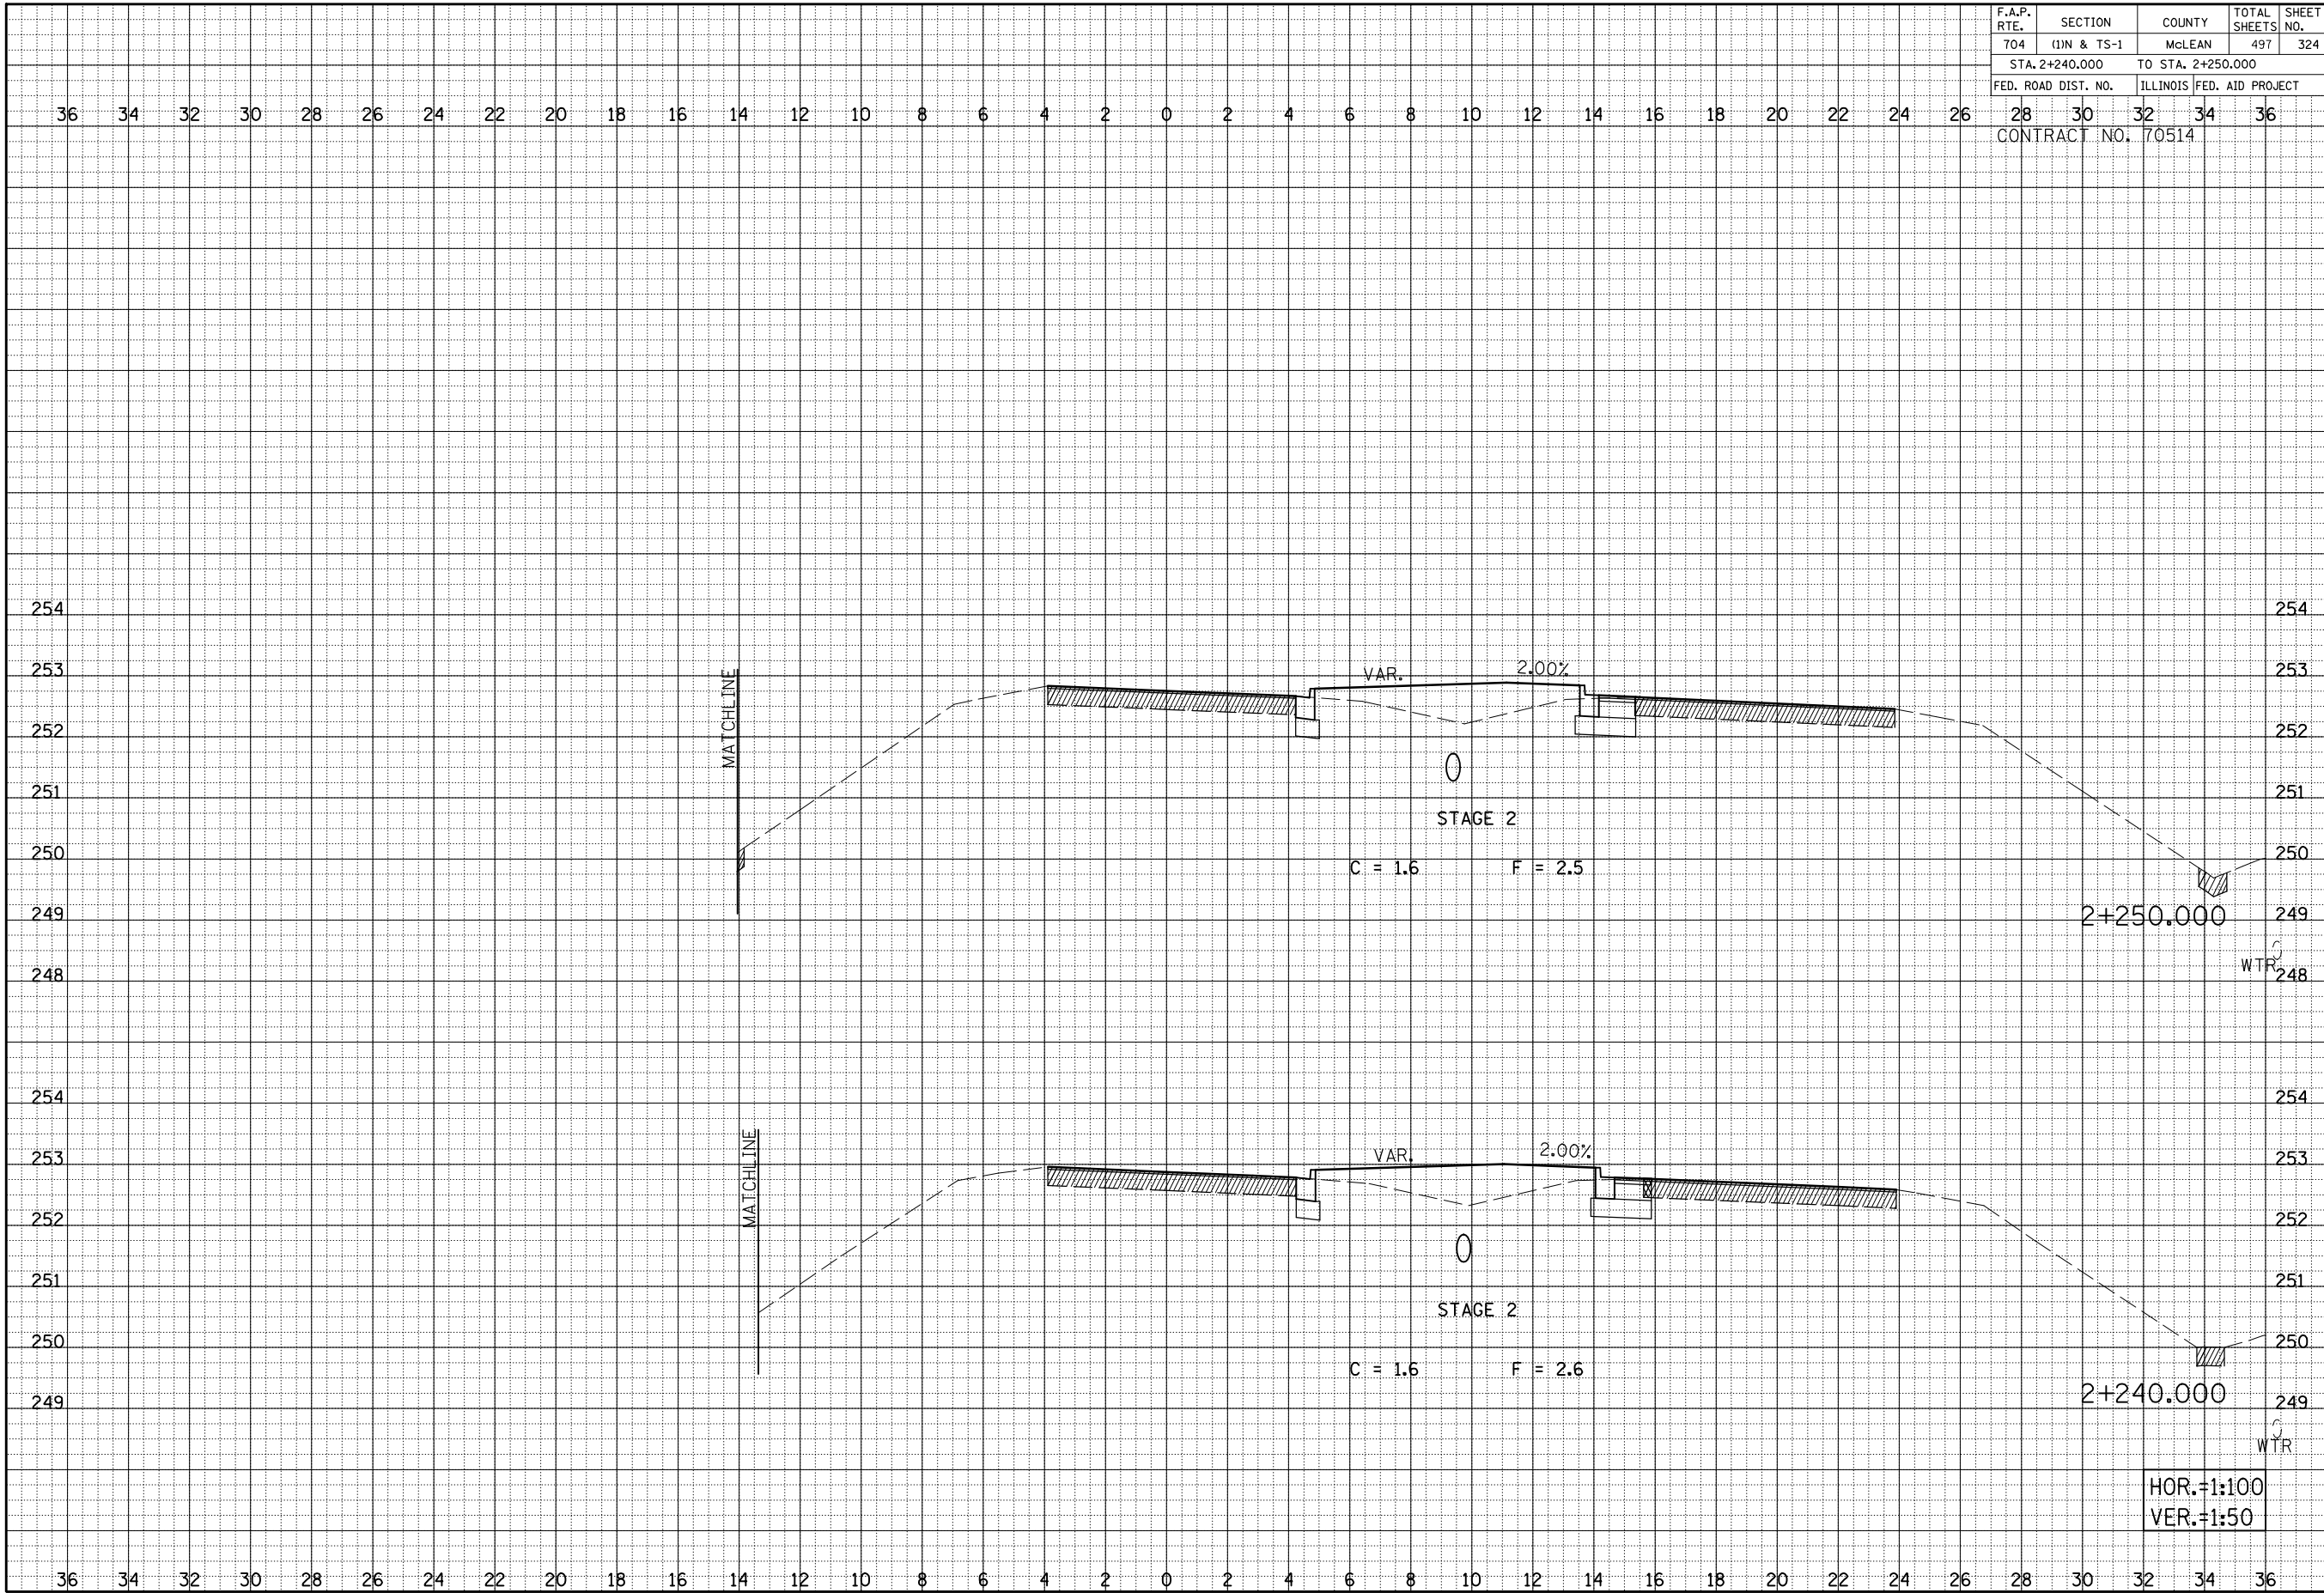 F.A.P. RTE. SECTION COUNTY TOTAL SHEETS SHEET NO.
704 (1)N & TS-1 McLEAN 497 324
STA. 2+240.000 TO STA. 2+250.000
FED. ROAD DIST. NO. ILLINOIS FED. AID PROJECT
36 34 32 30 28 26 24 22 20 18 16 14 12 10 8 6 4 2 0 2 4 6 8 10 12 14 16 18 20 22 24 26 28 30 32 34 36
CONTRACT NO. 70514
254 254
253 MATCHLINE VAR. 2.00% 253
252 252
251 251
STAGE 2
250 C = 1.6 F = 2.5 250
249 2+250.000 249
WTR
248 248
254 254
253 MATCHLINE VAR. 2.00% 253
252 252
251 251
STAGE 2
250 250
C = 1.6 F = 2.6
249 2+240.000 249
WTR
HOR.=1:100
VER.=1:50
36 34 32 30 28 26 24 22 20 18 16 14 12 10 8 6 4 2 0 2 4 6 8 10 12 14 16 18 20 22 24 26 28 30 32 34 36